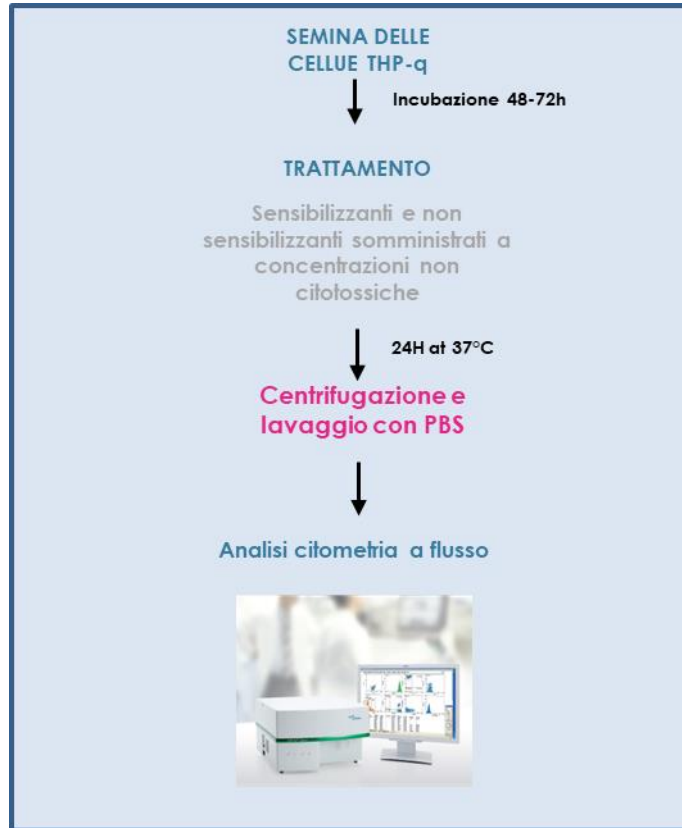 SEMINA DELLE
CELLUE THP-q
Incubazione 48-72h
TRATTAMENTO
Sensibilizzanti e non
sensibilizzanti somministrati a
concentrazioni non
citotossiche
24H at 37°C
Centrifugazione e
lavaggio con PBS
Analisi citometria a flusso